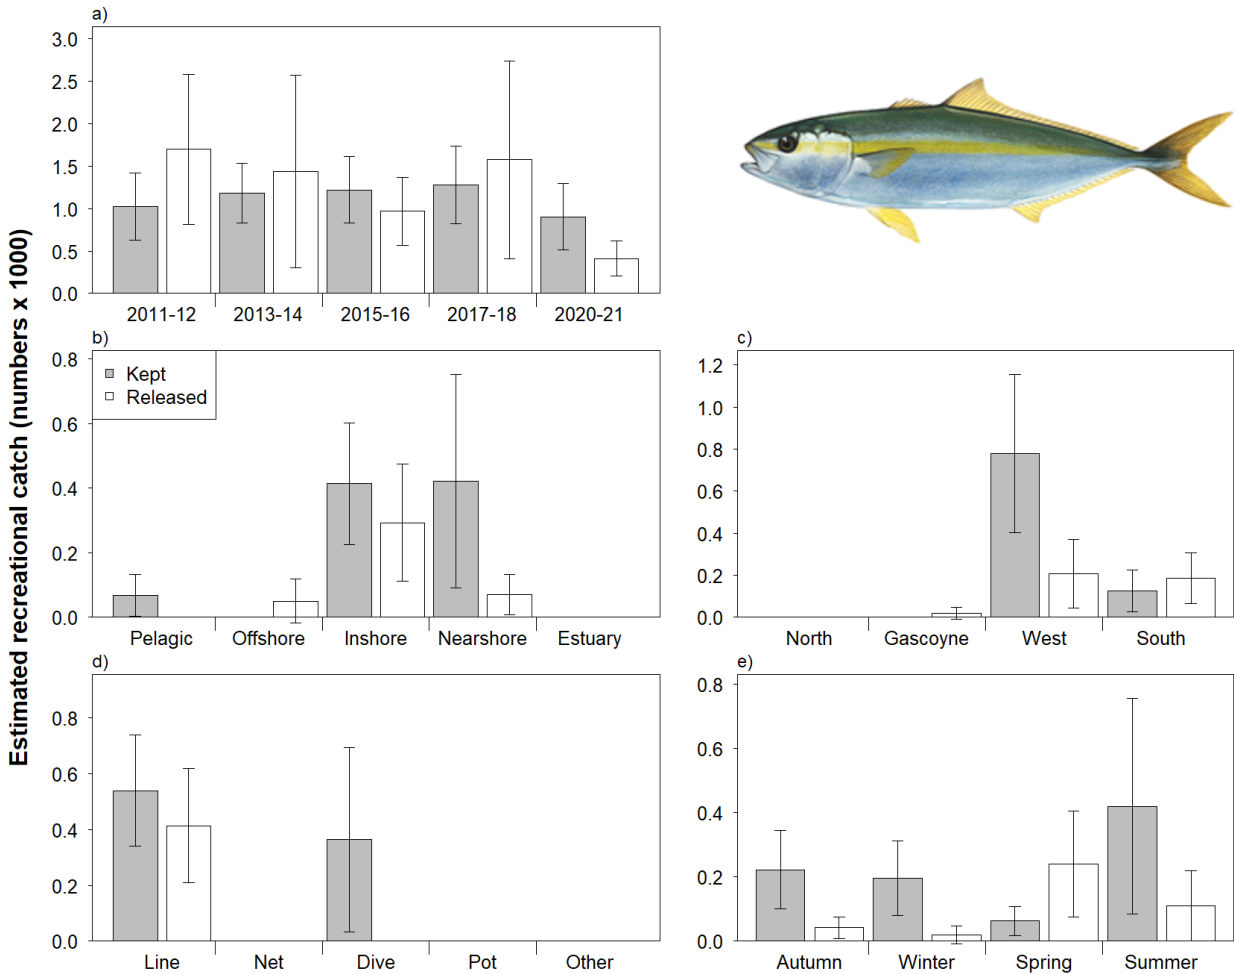 Estimated recreational catch (numbers x 1000)
a)
3.0
2.5
2.0
1.5
1.0
0.5
0.0
2011-12 2013-14 2015-16 2017-18 2020-21
b)
0.8
0.6
0.4
0.2
0.0
Kept
Released
Pelagic Offshore Inshore Nearshore Estuary
c)
1.2
1.0
0.8
0.6
0.4
0.2
0.0
North Gascoyne West South
d)
0.8
0.6
0.4
0.2
0.0
Line Net Dive Pot Other
e)
0.8
0.6
0.4
0.2
0.0
Autumn Winter Spring Summer